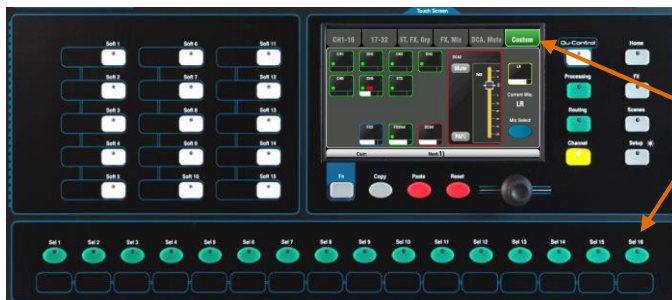 Touch Screen
Soft 1
Soft 6
Soft 11
Soft 2
Soft 7
Soft 12
Soft 3
Soft 8
Soft 13
Soft 4
Soft 9
Soft 14
Soft 5
Soft 10
Soft 15
CH1-16
17-32
ST, FX, Grp
FX, Mix
DCA, Mute
Custom
Mute
LR
Current Mix
LR
Mix Select
PAFL
Next 1]
Qu-Control
Home
Processing
FX
Routing
Scenes
Channel
Setup
Fn
Copy
Paste
Reset
Sel 1
Sel 2
Sel 3
Sel 4
Sel 5
Sel 6
Sel 7
Sel 8
Sel 9
Sel 10
Sel 11
Sel 12
Sel 13
Sel 14
Sel 15
Sel 16